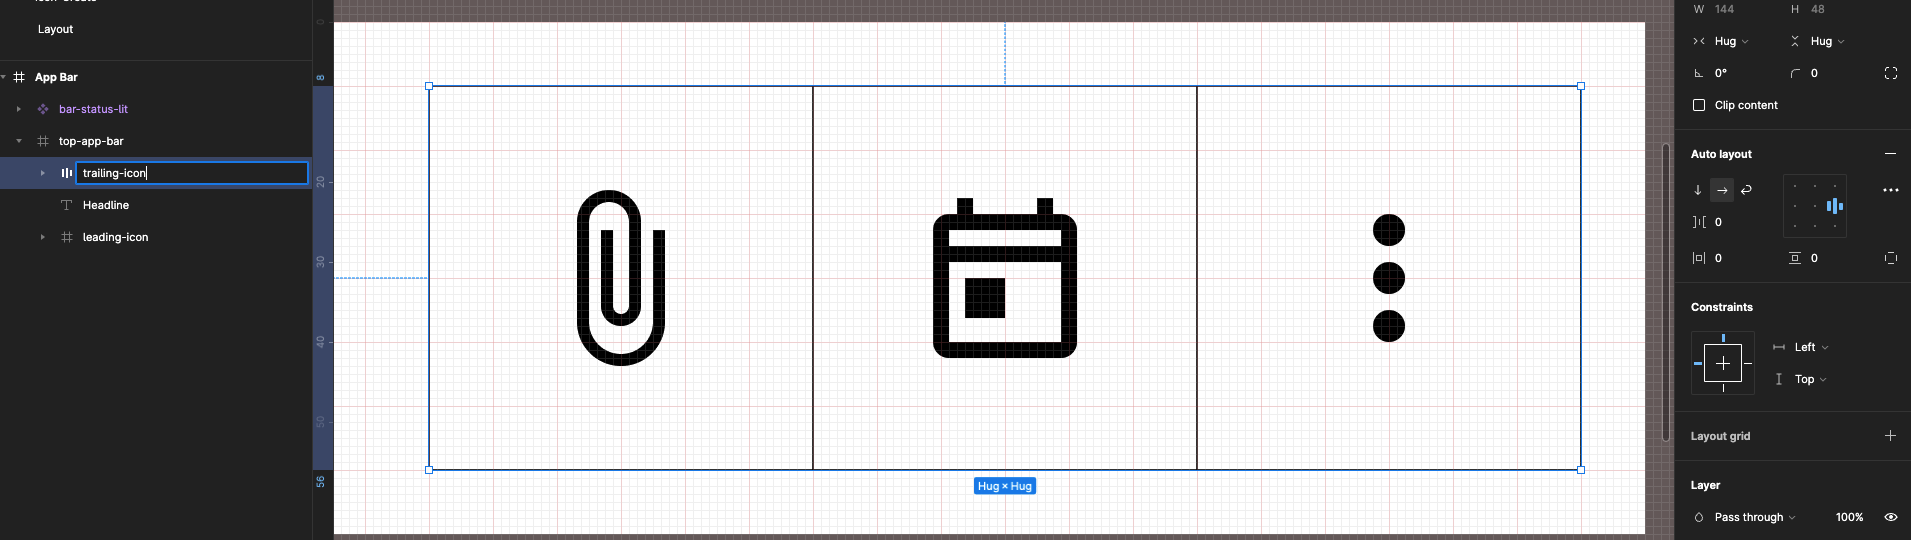 Icon-Create
Layout
App Bar
bar-status-lit
top-app-bar
trailing-icon
Headline
leading-icon
0
8
20
30
40
50
56
Hug × Hug
W 144 H 48
Hug Hug
0° 0
Clip content
Auto layout
0
0 0
Constraints
Left
Top
Layout grid
Layer
Pass through 100%